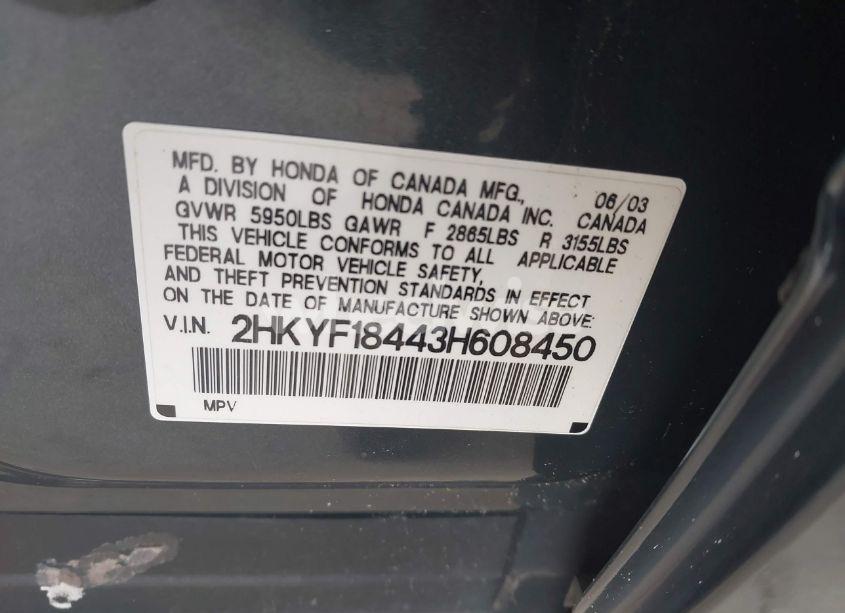 MFD. BY HONDA OF CANADA MFG., 06/03
A DIVISION OF HONDA CANADA INC. CANADA
GVWR 5950LBS GAWR F 2865LBS R 3155LBS
THIS VEHICLE CONFORMS TO ALL APPLICABLE
FEDERAL MOTOR VEHICLE SAFETY,
AND THEFT PREVENTION STANDARDS IN EFFECT
ON THE DATE OF MANUFACTURE SHOWN ABOVE:
V.I.N. 2HKYF18443H608450
MPV